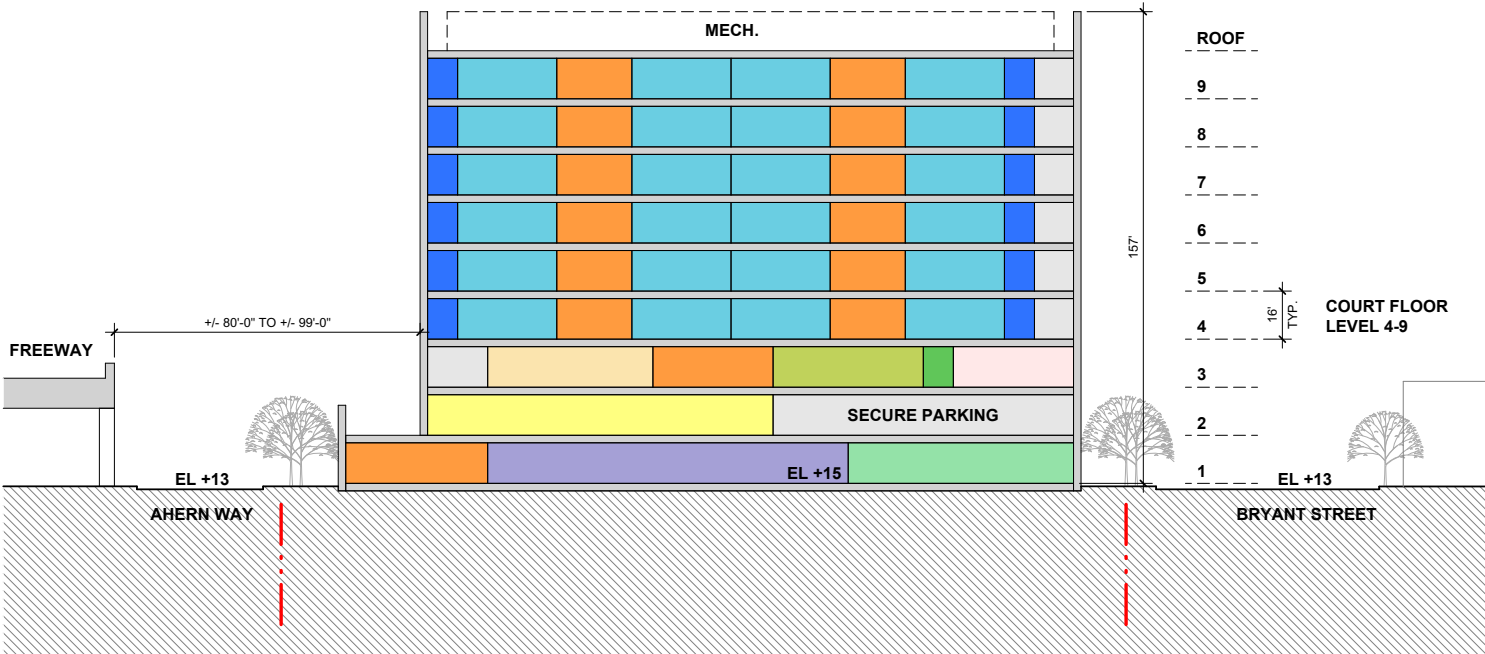 MECH.
ROOF
9
8
7
6
5
4
3
2
1
157'
16'
TYP.
COURT FLOOR
LEVEL 4-9
+/- 80'-0" TO +/- 99'-0"
FREEWAY
SECURE PARKING
EL +15
EL +13
AHERN WAY
EL +13
BRYANT STREET